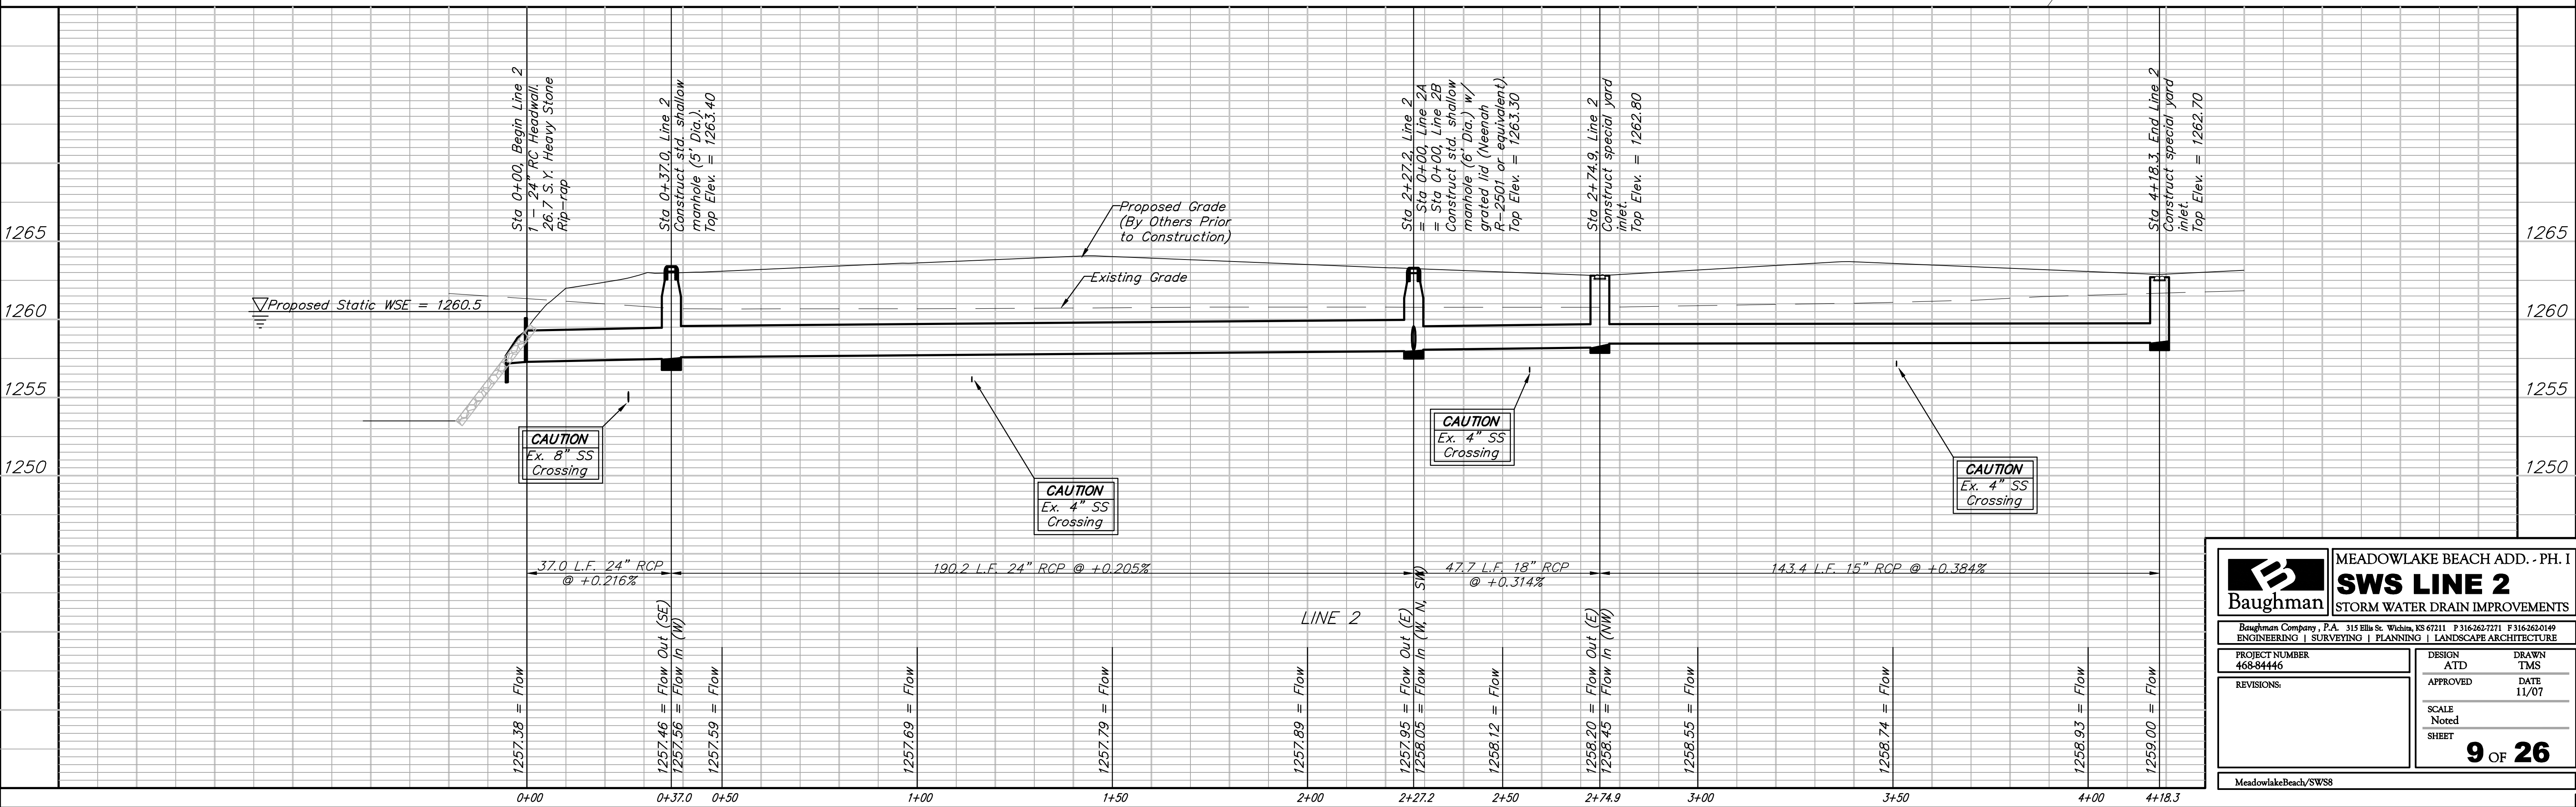 Sta 0+00, Begin Line 2
1 - 24" RC Headwall.
26.7 S.Y. Heavy Stone
Rip-rap
Sta 0+37.0, Line 2
Construct std. shallow
manhole (5' Dia.).
Top Elev. = 1263.40
Sta 2+27.2, Line 2
= Sta 0+00, Line 2A
= Sta 0+00, Line 2B
Construct std. shallow
manhole (6' Dia.) w/
grated lid (Neenah
R-2501 or equivalent).
Top Elev. = 1263.30
Sta 2+74.9, Line 2
Construct special yard
inlet.
Top Elev. = 1262.80
Sta 4+18.3, End Line 2
Construct special yard
inlet.
Top Elev. = 1262.70
1265
1260
1255
1250
1265
1260
1255
1250
Proposed Grade
(By Others Prior
to Construction)
Existing Grade
Proposed Static WSE = 1260.5
CAUTION
Ex. 8" SS
Crossing
CAUTION
Ex. 4" SS
Crossing
CAUTION
Ex. 4" SS
Crossing
CAUTION
Ex. 4" SS
Crossing
37.0 L.F. 24" RCP
@ +0.216%
190.2 L.F. 24" RCP @ +0.205%
47.7 L.F. 18" RCP
@ +0.314%
143.4 L.F. 15" RCP @ +0.384%
LINE 2
1257.38 = Flow
1257.46 = Flow Out (SE)
1257.56 = Flow In (W)
1257.59 = Flow
1257.69 = Flow
1257.79 = Flow
1257.89 = Flow
1257.95 = Flow Out (E)
1258.05 = Flow In (W, N, SW)
1258.12 = Flow
1258.20 = Flow Out (E)
1258.45 = Flow In (NW)
1258.55 = Flow
1258.74 = Flow
1258.93 = Flow
1259.00 = Flow
0+00 0+37.0 0+50 1+00 1+50 2+00 2+27.2 2+50 2+74.9 3+00 3+50 4+00 4+18.3
B
Baughman
MEADOWLAKE BEACH ADD. - PH. I
SWS LINE 2
STORM WATER DRAIN IMPROVEMENTS
Baughman Company, P.A. 315 Ellis St. Wichita, KS 67211 P 316-262-7271 F 316-262-0149
ENGINEERING | SURVEYING | PLANNING | LANDSCAPE ARCHITECTURE
PROJECT NUMBER
468-84446
REVISIONS:
DESIGN
ATD
DRAWN
TMS
APPROVED
DATE
11/07
SCALE
Noted
SHEET
9 OF 26
MeadowlakeBeach/SWS8